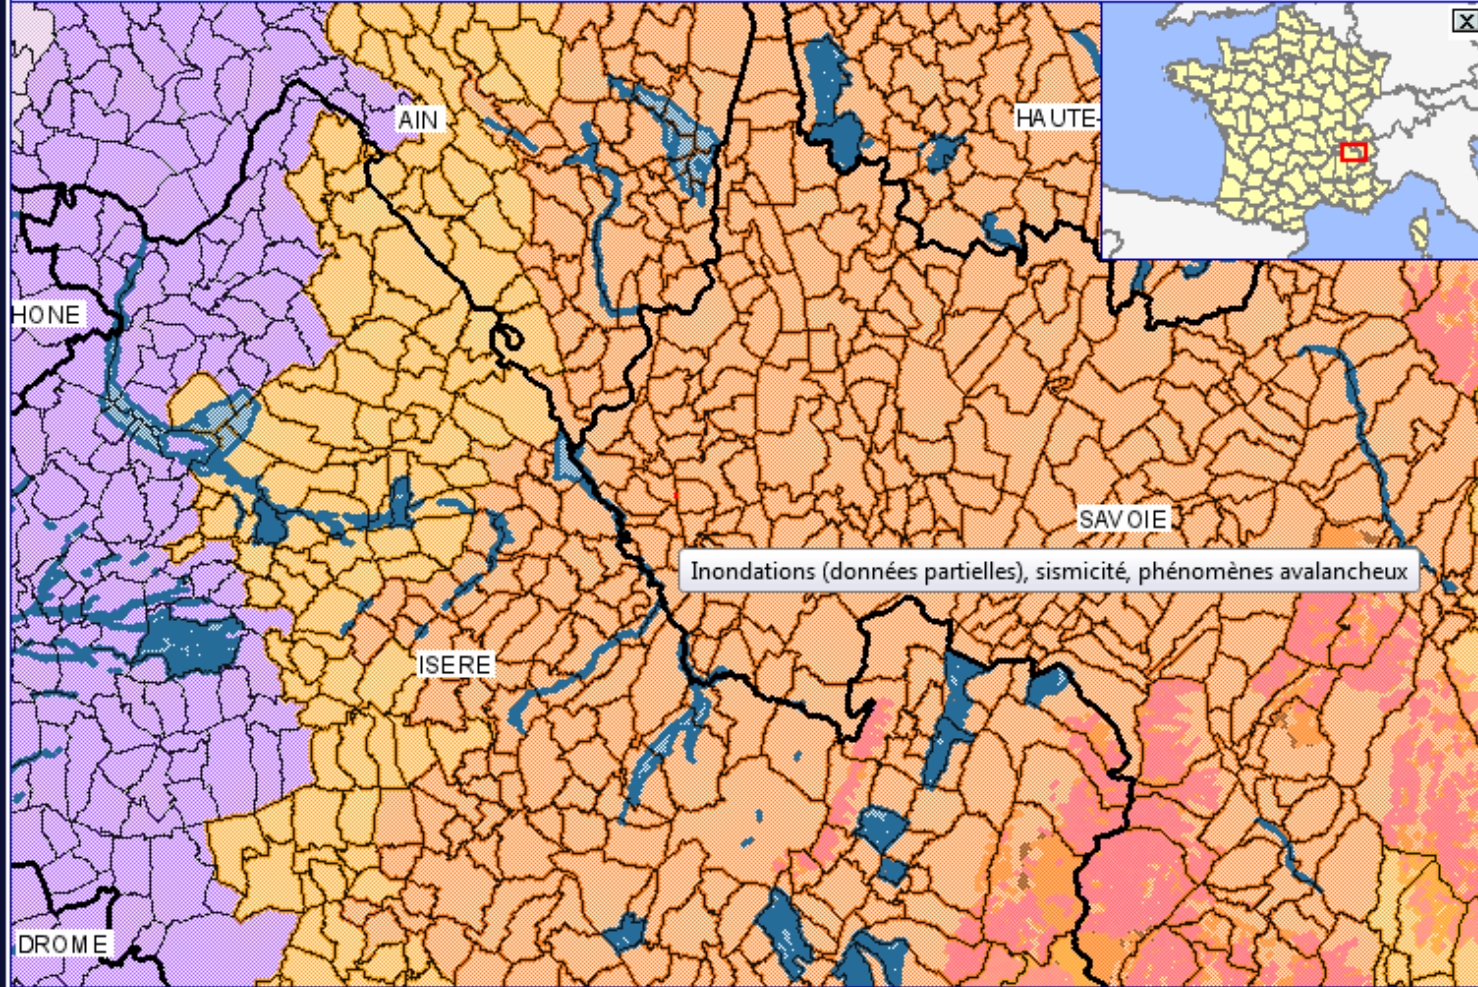 X
AIN
HAUTE-
HONE
SAVOIE
Inondations (données partielles), sismicité, phénomènes avalancheux
ISERE
DROME